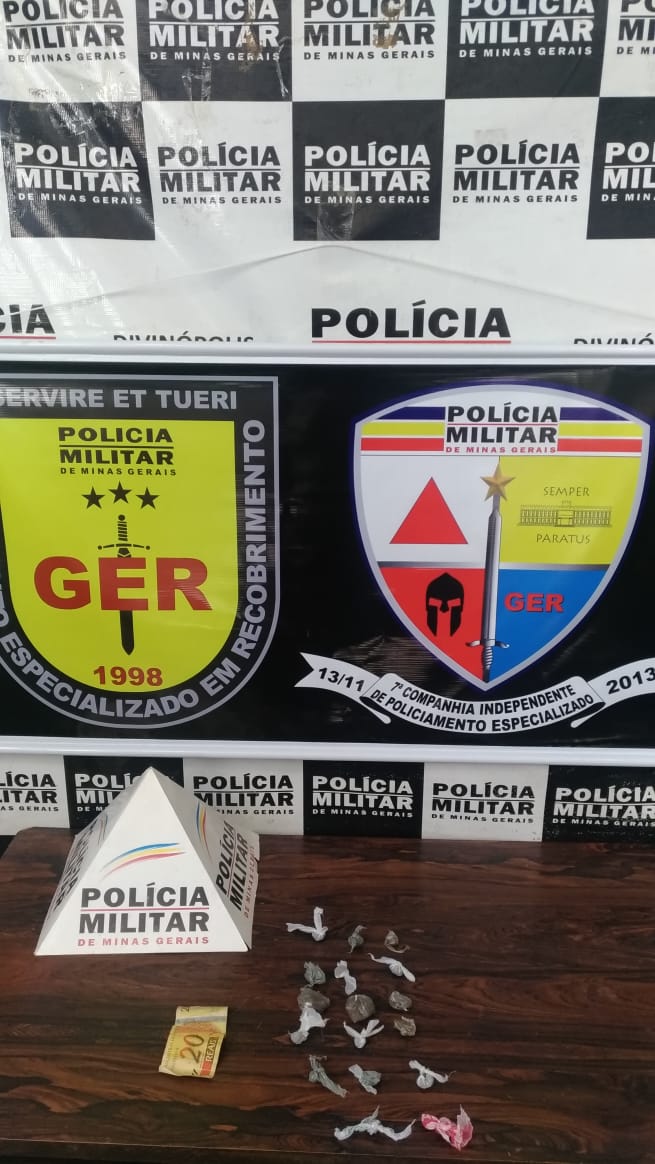 POLÍCIA MILITAR DE MINAS GERAIS
POLÍCIA MILITAR DE MINAS GERAIS
POLÍCIA MILITAR DE MINAS GERAIS
POLÍCIA MILITAR DE MINAS GERAIS
POLÍCIA MILITAR DE MINAS GERAIS
POLÍCIA MILITAR DE MINAS GERAIS
POLÍCIA MILITAR DE MINAS GERAIS
POLÍCIA MILITAR DE MINAS GERAIS
POLÍCIA
DIVINÓPOLIS
SERVIRE ET TUERI
POLICIA
MILITAR
DE MINAS GERAIS
GER
1998
ESPECIALIZADO EM RECOBRIMENTO
POLÍCIA
MILITAR
DE MINAS GERAIS
SEMPER
PARATUS
GER
13/11
7ª COMPANHIA INDEPENDENTE
DE POLICIAMENTO ESPECIALIZADO
2013
POLÍCIA MILITAR DE MINAS GERAIS
POLÍCIA MILITAR DE MINAS GERAIS
POLÍCIA MILITAR DE MINAS GERAIS
POLÍCIA MILITAR DE MINAS GERAIS
POLÍCIA
MILITAR
DE MINAS GERAIS
POLÍCIA
MILITAR
20
REAIS